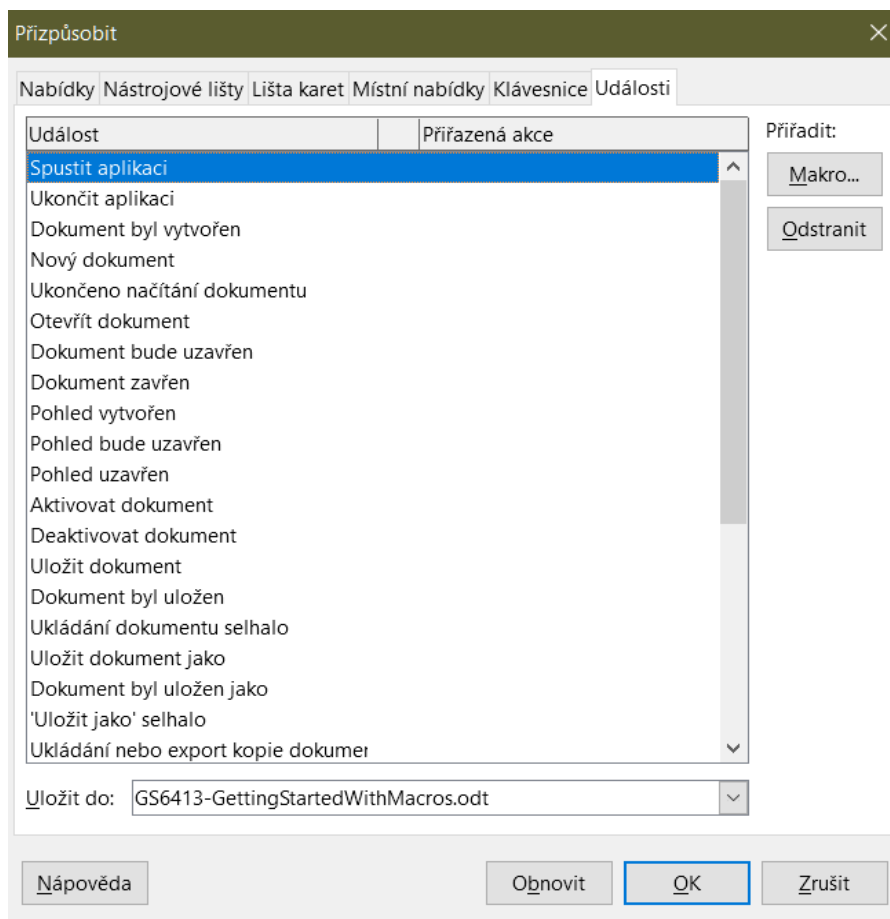 Přizpůsobit
Nabídky Nástrojové lišty Lišta karet Místní nabídky Klávesnice Události
Událost Přiřazená akce
Přiřadit:
Spustit aplikaci
Makro...
Ukončit aplikaci
Dokument byl vytvořen
Odstranit
Nový dokument
Ukončeno načítání dokumentu
Otevřít dokument
Dokument bude uzavřen
Dokument zavřen
Pohled vytvořen
Pohled bude uzavřen
Pohled uzavřen
Aktivovat dokument
Deaktivovat dokument
Uložit dokument
Dokument byl uložen
Ukládání dokumentu selhalo
Uložit dokument jako
Dokument byl uložen jako
'Uložit jako' selhalo
Ukládání nebo export kopie dokumen
Uložit do: GS6413-GettingStartedWithMacros.odt
Nápověda Obnovit OK Zrušit